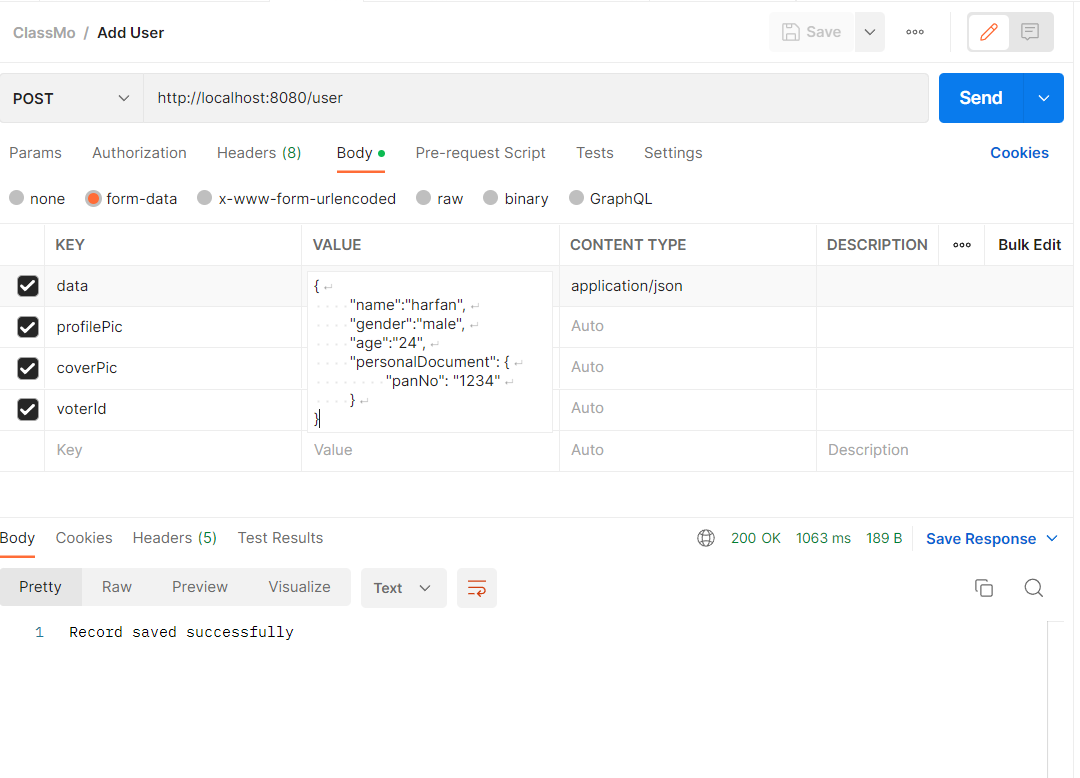 ClassMo / Add User
Save
POST
http://localhost:8080/user
Send
Params Authorization Headers (8) Body Pre-request Script Tests Settings Cookies
none form-data x-www-form-urlencoded raw binary GraphQL
KEY VALUE CONTENT TYPE DESCRIPTION Bulk Edit
data application/json
{
"name":"harfan",
"gender":"male",
"age":"24",
"personalDocument": {
"panNo": "1234"
}
}
profilePic Auto
coverPic Auto
voterId Auto
Key Value Auto Description
Body Cookies Headers (5) Test Results 200 OK 1063 ms 189 B Save Response
Pretty Raw Preview Visualize Text
1 Record saved successfully